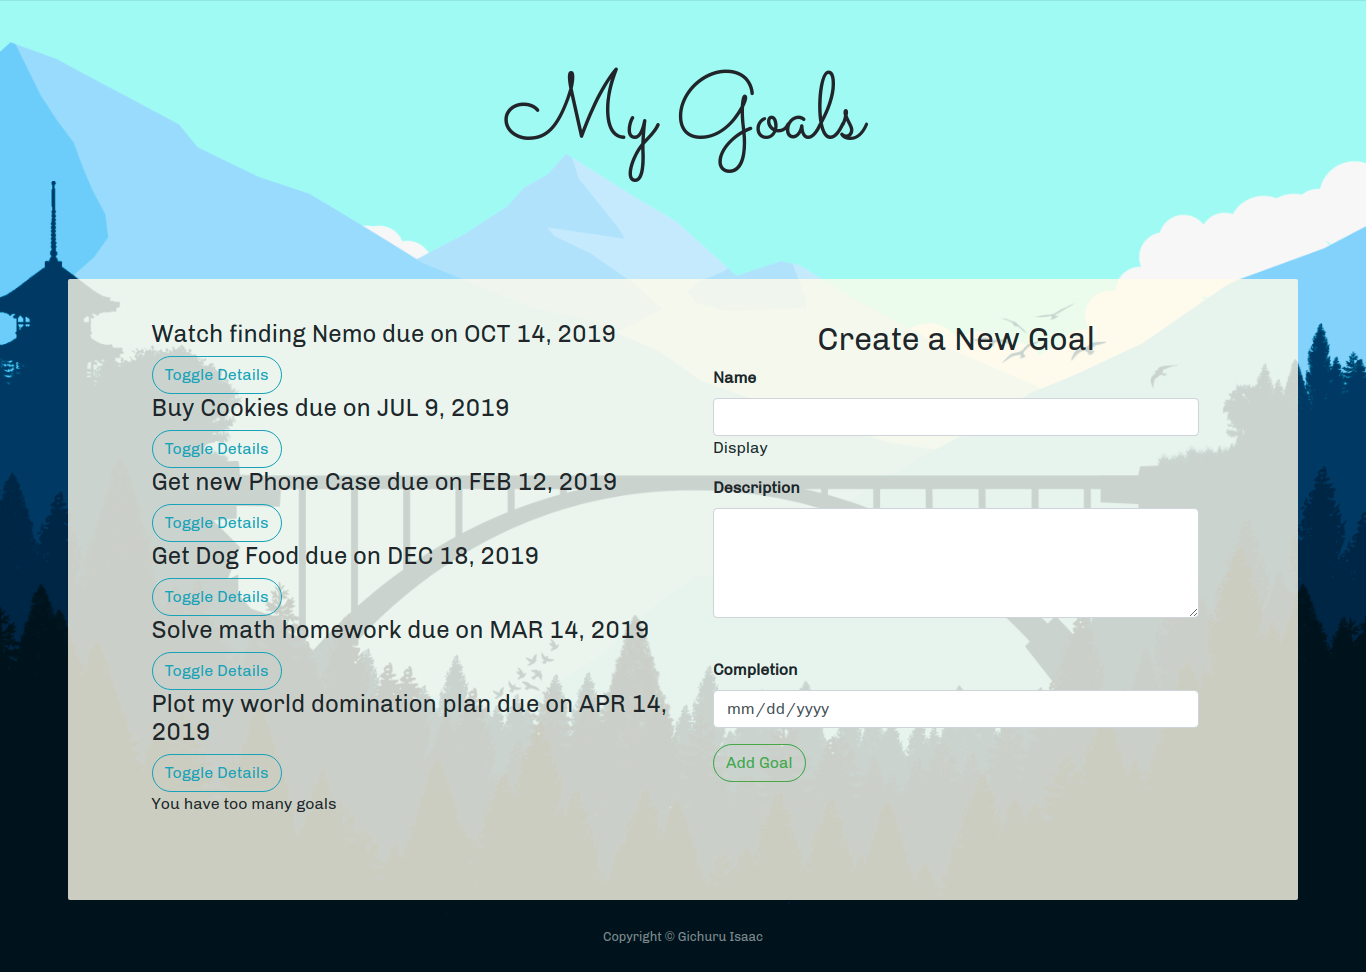 My Goals
Watch finding Nemo due on OCT 14, 2019
Toggle Details
Buy Cookies due on JUL 9, 2019
Toggle Details
Get new Phone Case due on FEB 12, 2019
Toggle Details
Get Dog Food due on DEC 18, 2019
Toggle Details
Solve math homework due on MAR 14, 2019
Toggle Details
Plot my world domination plan due on APR 14,
2019
Toggle Details
You have too many goals
Create a New Goal
Name
Display
Description
Completion
mm/dd/yyyy
Add Goal
Copyright © Gichuru Isaac